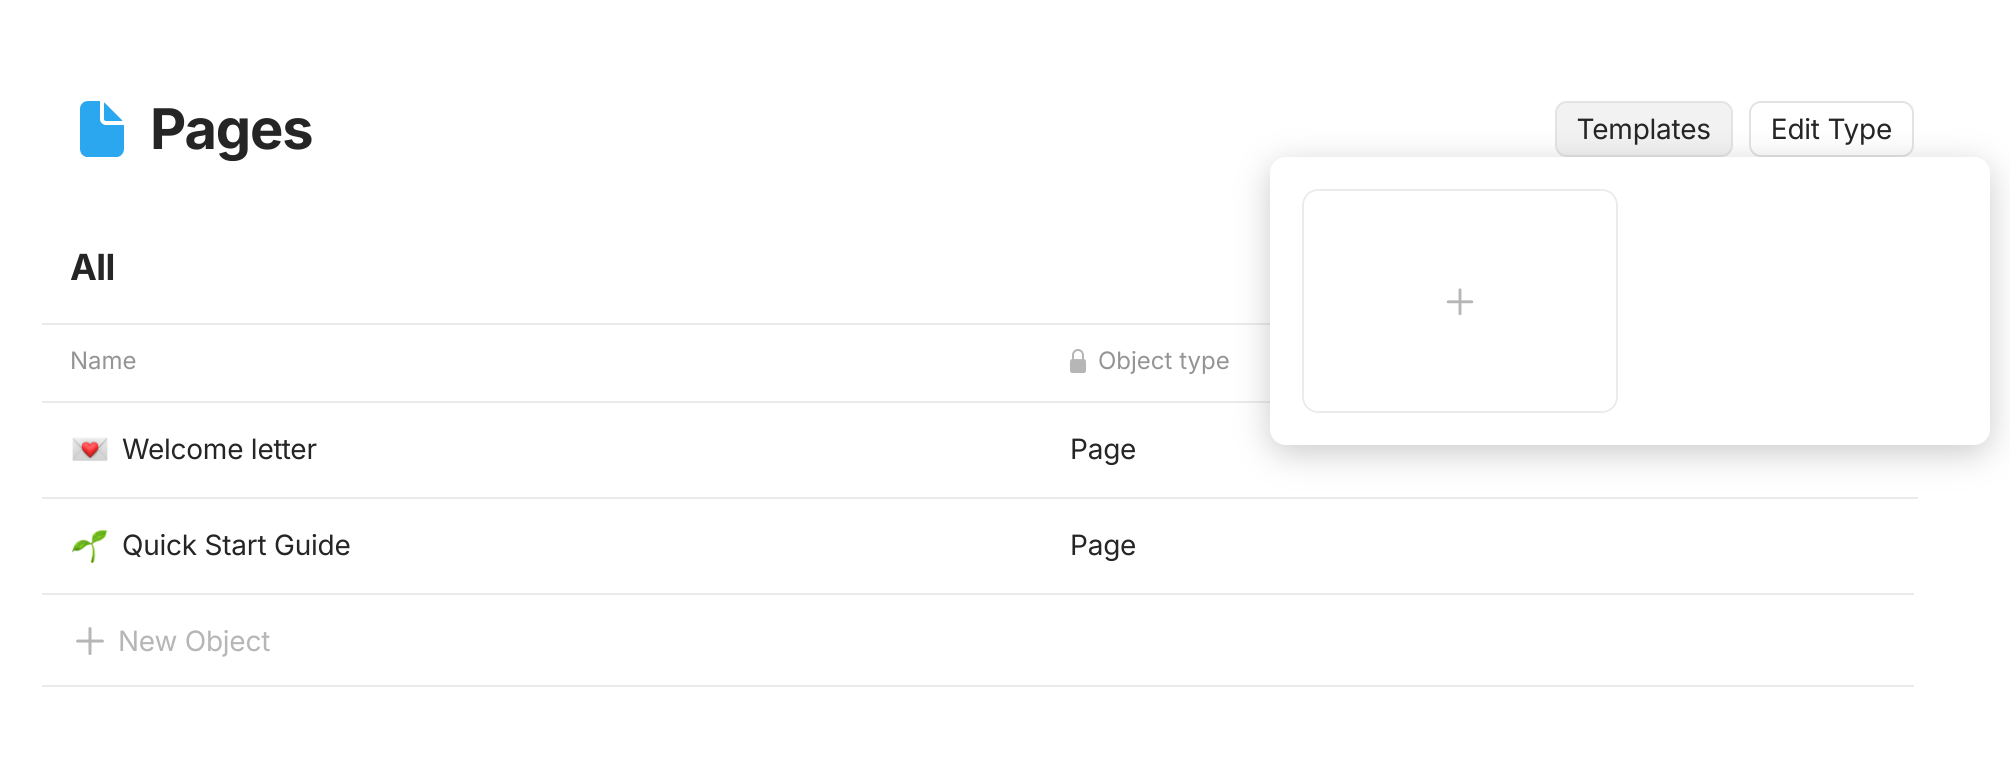 Pages
Templates
Edit Type
All
Name
Object type
Welcome letter
Page
Quick Start Guide
Page
New Object